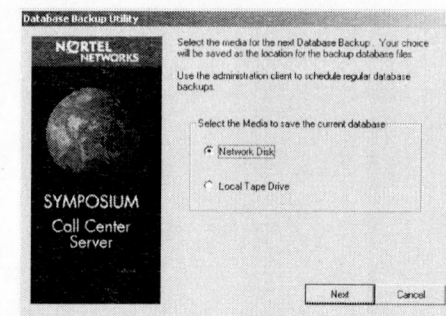 Database Backup Utility
NORTEL
NETWORKS
SYMPOSIUM
Call Center
Server
Select the media for the next Database Backup. Your choice
will be saved as the location for the backup database files.
Use the administration client to schedule regular database
backups.
Select the Media to save the current database
Network Disk
Local Tape Drive
Next
Cancel